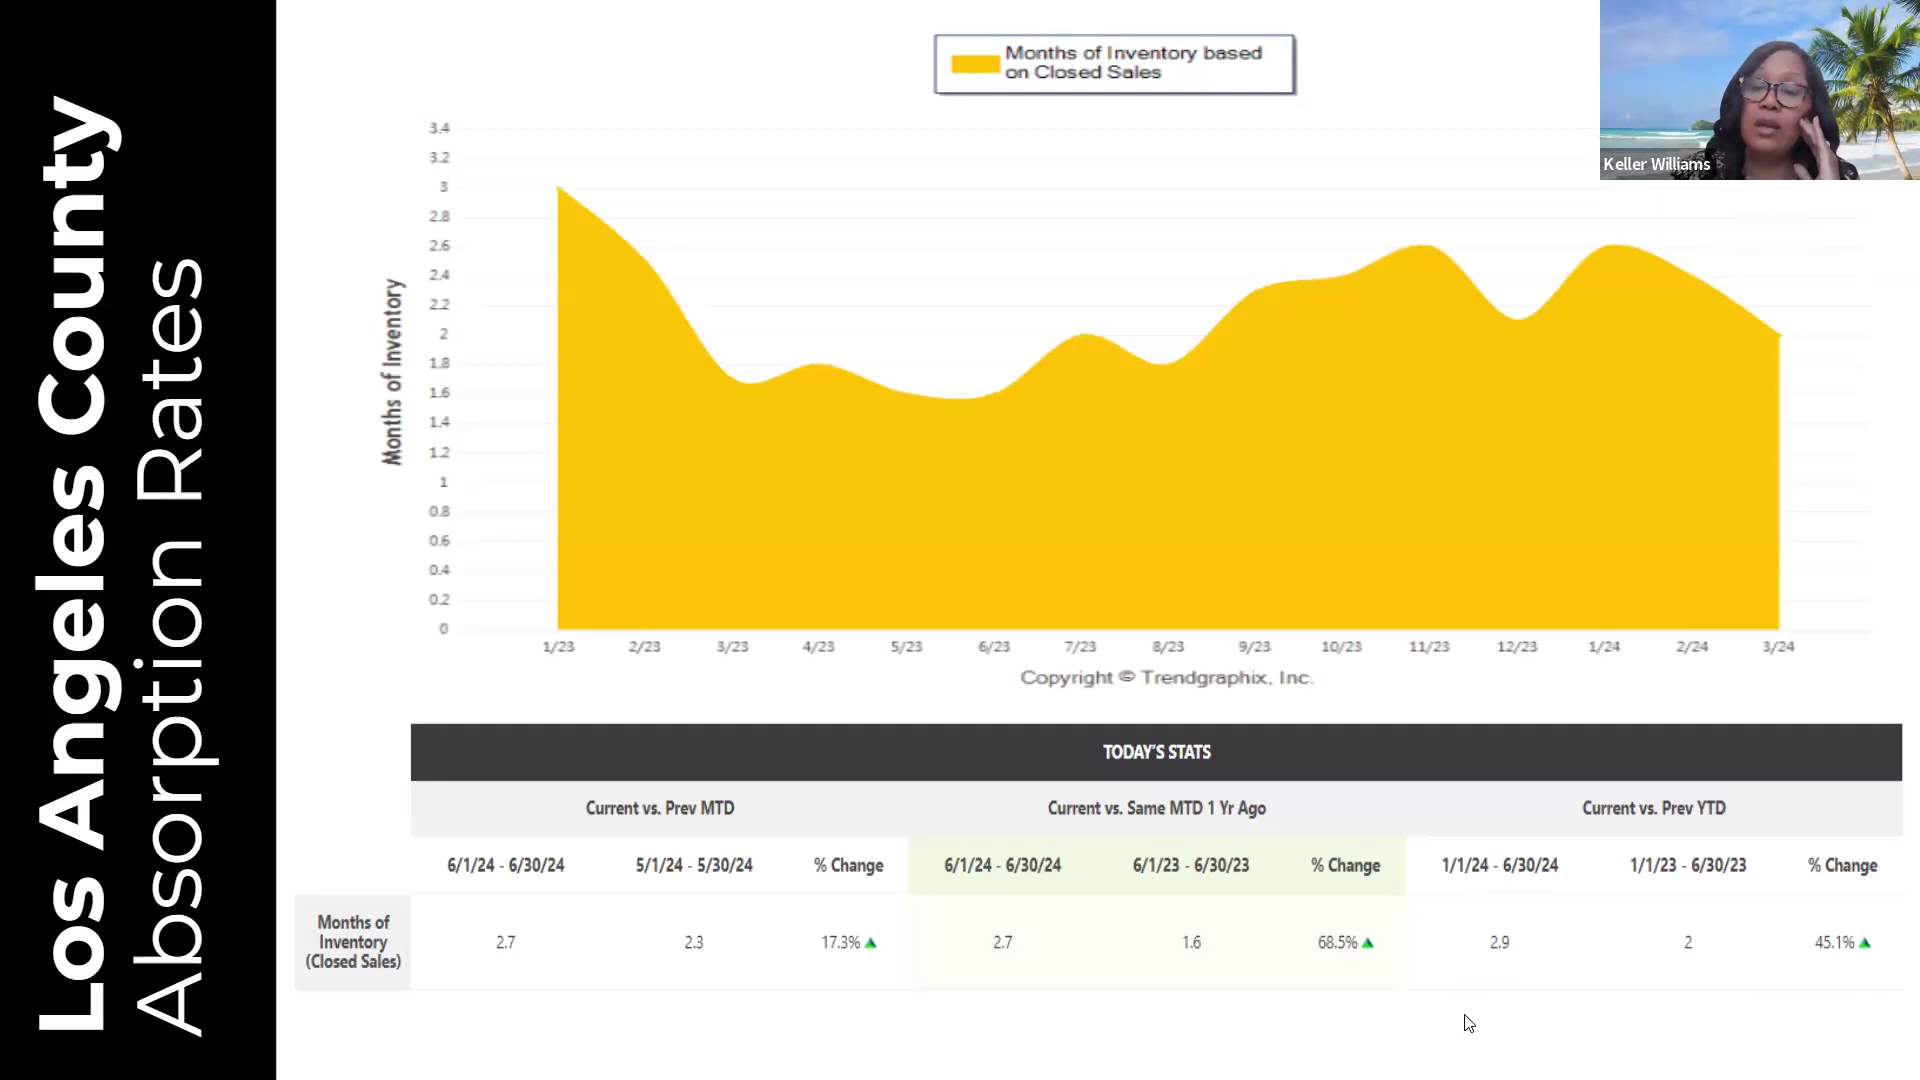 Los Angeles County
Absorption Rates
Months of Inventory based
on Closed Sales
Keller Williams
Months of Inventory
3.4
3.2
3
2.8
2.6
2.4
2.2
2
1.8
1.6
1.4
1.2
1
0.8
0.6
0.4
0.2
0
1/23 2/23 3/23 4/23 5/23 6/23 7/23 8/23 9/23 10/23 11/23 12/23 1/24 2/24 3/24
Copyright © Trendgraphix, Inc.
TODAY'S STATS
Current vs. Prev MTD Current vs. Same MTD 1 Yr Ago Current vs. Prev YTD
6/1/24 - 6/30/24 5/1/24 - 5/30/24 % Change 6/1/24 - 6/30/24 6/1/23 - 6/30/23 % Change 1/1/24 - 6/30/24 1/1/23 - 6/30/23 % Change
Months of
Inventory
(Closed Sales)
2.7 2.3 17.3% 2.7 1.6 68.5% 2.9 2 45.1%